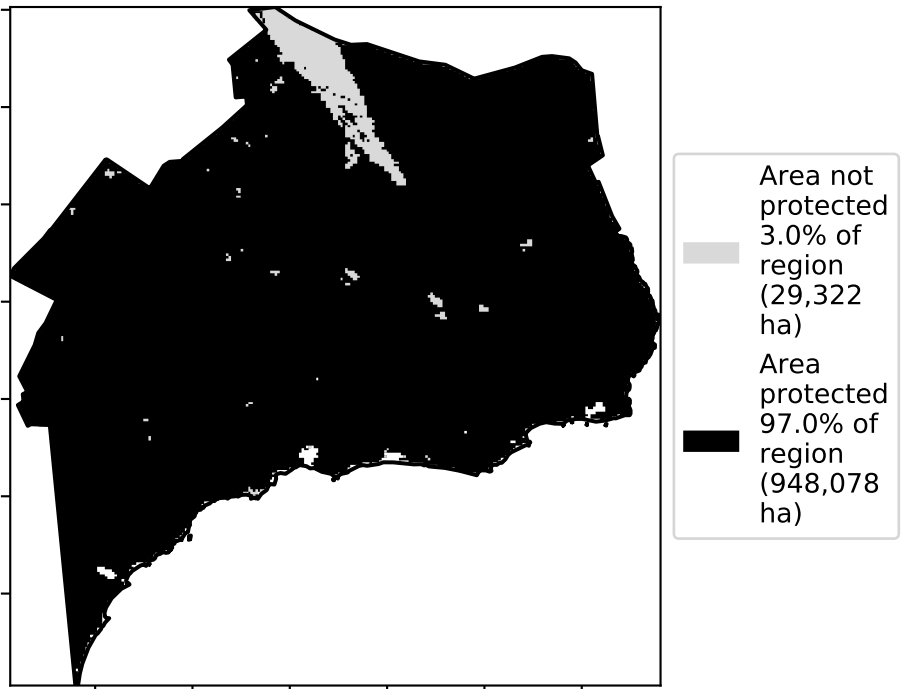 Area not
protected
3.0% of
region
(29,322
ha)
Area
protected
97.0% of
region
(948,078
ha)